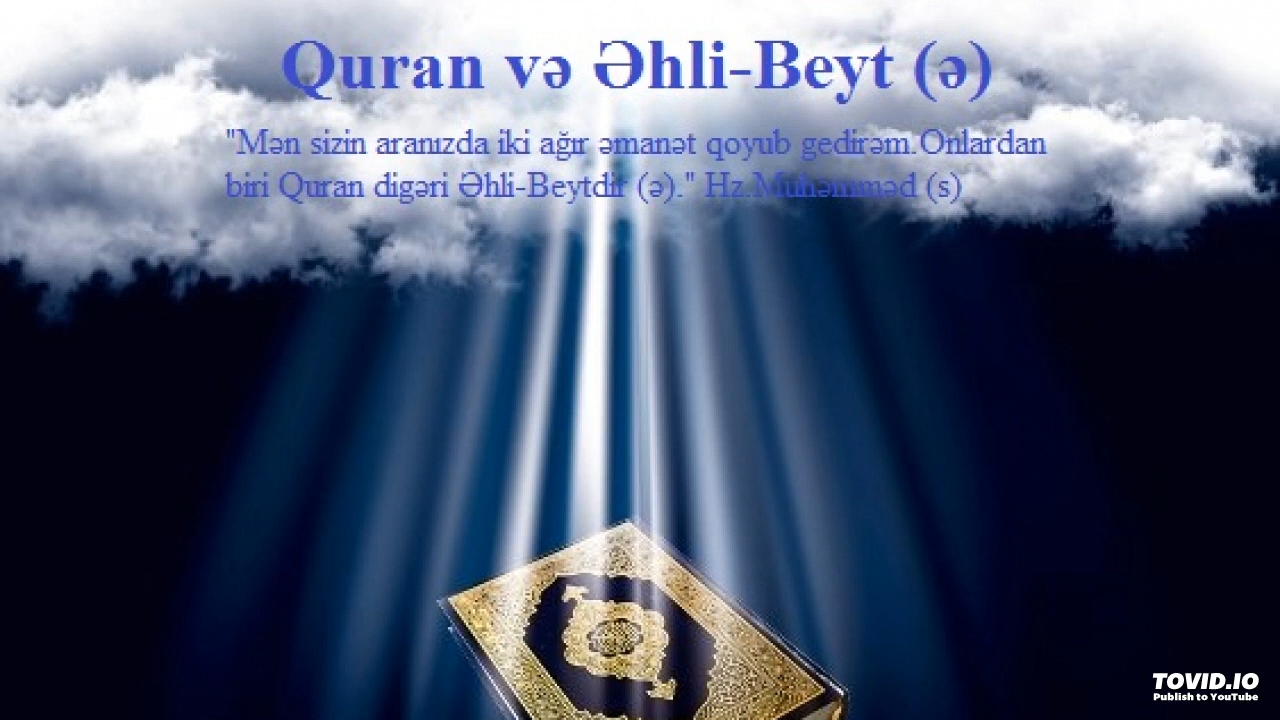 Quran və Əhli-Beyt (ə)
"Mən sizin aranızda iki ağır əmanət qoyub gedirəm.Onlardan
biri Quran digəri Əhli-Beytdir (ə)." Hz.Muhəmməd (s)
TOVID.IO
Publish to YouTube